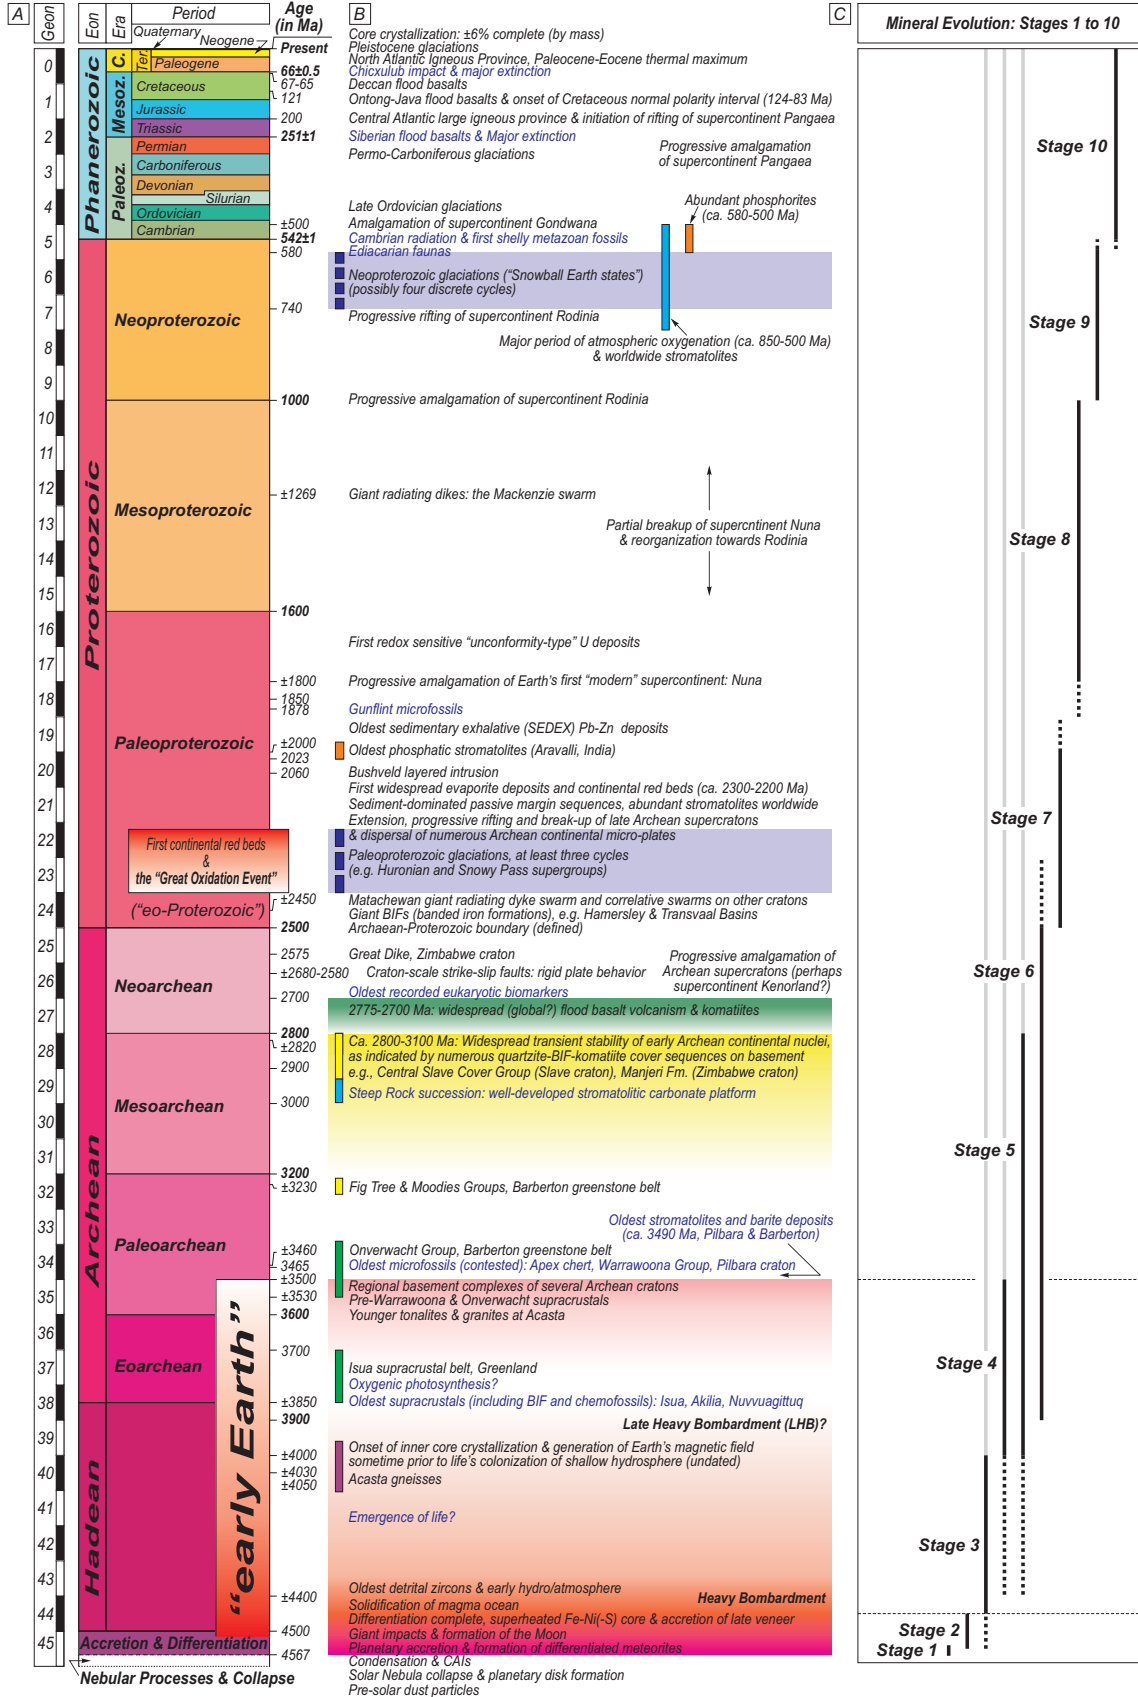 A
Geon
Eon
Era
Period
Age
(in Ma)
B
C
Mineral Evolution: Stages 1 to 10
0
1
2
3
4
5
6
7
8
9
10
11
12
13
14
15
16
17
18
19
20
21
22
23
24
25
26
27
28
29
30
31
32
33
34
35
36
37
38
39
40
41
42
43
44
45
Phanerozoic
Proterozoic
Archean
Hadean
C.
Mesoz.
Paleoz.
Ter.
Quaternary
Neogene
Paleogene
Cretaceous
Jurassic
Triassic
Permian
Carboniferous
Devonian
Silurian
Ordovician
Cambrian
Neoproterozoic
Mesoproterozoic
Paleoproterozoic
First continental red beds
&
the “Great Oxidation Event”
(“eo-Proterozoic”)
Neoarchean
Mesoarchean
Paleoarchean
Eoarchean
“early Earth”
Accretion & Differentiation
Nebular Processes & Collapse
Present
66±0.5
67-65
121
200
251±1
±500
542±1
580
740
1000
±1269
1600
±1800
1850
1878
±2000
2023
2060
±2450
2500
2575
±2680-2580
2700
2800
±2820
2900
3000
3200
±3230
±3460
3465
±3500
±3530
3600
3700
±3850
3900
±4000
±4030
±4050
±4400
4500
4567
Core crystallization: ±6% complete (by mass)
Pleistocene glaciations
North Atlantic Igneous Province, Paleocene-Eocene thermal maximum
Chicxulub impact & major extinction
Deccan flood basalts
Ontong-Java flood basalts & onset of Cretaceous normal polarity interval (124-83 Ma)
Central Atlantic large igneous province & initiation of rifting of supercontinent Pangaea
Siberian flood basalts & Major extinction
Permo-Carboniferous glaciations
Progressive amalgamation
of supercontinent Pangaea
Late Ordovician glaciations
Abundant phosphorites
(ca. 580-500 Ma)
Amalgamation of supercontinent Gondwana
Cambrian radiation & first shelly metazoan fossils
Ediacarian faunas
Neoproterozoic glaciations (“Snowball Earth states”)
(possibly four discrete cycles)
Progressive rifting of supercontinent Rodinia
Major period of atmospheric oxygenation (ca. 850-500 Ma)
& worldwide stromatolites
Progressive amalgamation of supercontinent Rodinia
Giant radiating dikes: the Mackenzie swarm
Partial breakup of supercntinent Nuna
& reorganization towards Rodinia
First redox sensitive “unconformity-type” U deposits
Progressive amalgamation of Earth’s first “modern” supercontinent: Nuna
Gunflint microfossils
Oldest sedimentary exhalative (SEDEX) Pb-Zn deposits
Oldest phosphatic stromatolites (Aravalli, India)
Bushveld layered intrusion
First widespread evaporite deposits and continental red beds (ca. 2300-2200 Ma)
Sediment-dominated passive margin sequences, abundant stromatolites worldwide
Extension, progressive rifting and break-up of late Archean supercratons
& dispersal of numerous Archean continental micro-plates
Paleoproterozoic glaciations, at least three cycles
(e.g. Huronian and Snowy Pass supergroups)
Matachewan giant radiating dyke swarm and correlative swarms on other cratons
Giant BIFs (banded iron formations), e.g. Hamersley & Transvaal Basins
Archaean-Proterozoic boundary (defined)
Great Dike, Zimbabwe craton
Craton-scale strike-slip faults: rigid plate behavior
Progressive amalgamation of
Archean supercratons (perhaps
supercontinent Kenorland?)
Oldest recorded eukaryotic biomarkers
2775-2700 Ma: widespread (global?) flood basalt volcanism & komatiites
Ca. 2800-3100 Ma: Widespread transient stability of early Archean continental nuclei,
as indicated by numerous quartzite-BIF-komatiite cover sequences on basement
e.g., Central Slave Cover Group (Slave craton), Manjeri Fm. (Zimbabwe craton)
Steep Rock succession: well-developed stromatolitic carbonate platform
Fig Tree & Moodies Groups, Barberton greenstone belt
Oldest stromatolites and barite deposits
(ca. 3490 Ma, Pilbara & Barberton)
Onverwacht Group, Barberton greenstone belt
Oldest microfossils (contested): Apex chert, Warrawoona Group, Pilbara craton
Regional basement complexes of several Archean cratons
Pre-Warrawoona & Onverwacht supracrustals
Younger tonalites & granites at Acasta
Isua supracrustal belt, Greenland
Oxygenic photosynthesis?
Oldest supracrustals (including BIF and chemofossils): Isua, Akilia, Nuvvuagittuq
Late Heavy Bombardment (LHB)?
Onset of inner core crystallization & generation of Earth’s magnetic field
sometime prior to life’s colonization of shallow hydrosphere (undated)
Acasta gneisses
Emergence of life?
Oldest detrital zircons & early hydro/atmosphere
Heavy Bombardment
Solidification of magma ocean
Differentiation complete, superheated Fe-Ni(-S) core & accretion of late veneer
Giant impacts & formation of the Moon
Planetary accretion & formation of differentiated meteorites
Condensation & CAIs
Solar Nebula collapse & planetary disk formation
Pre-solar dust particles
Stage 10
Stage 9
Stage 8
Stage 7
Stage 6
Stage 5
Stage 4
Stage 3
Stage 2
Stage 1